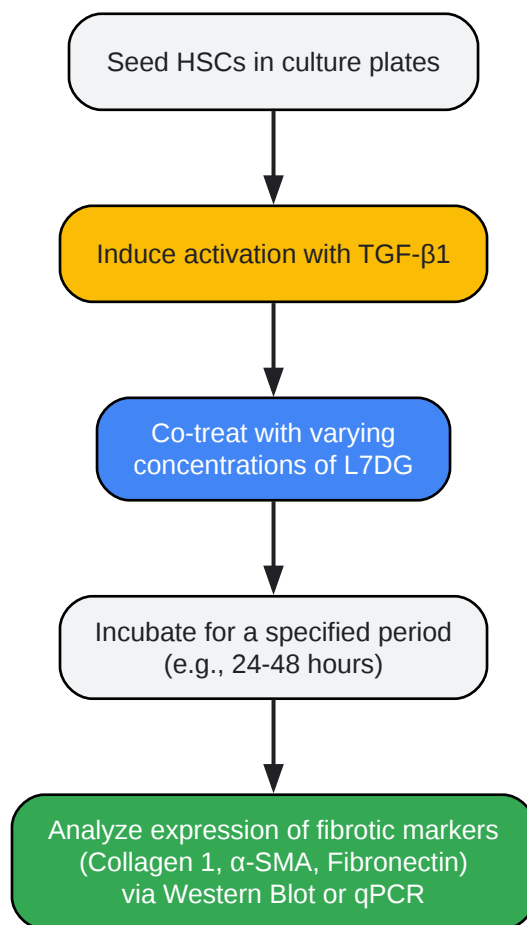 Seed HSCs in culture plates
Induce activation with TGF-β1
Co-treat with varying
concentrations of L7DG
Incubate for a specified period
(e.g., 24-48 hours)
Analyze expression of fibrotic markers
(Collagen 1, α-SMA, Fibronectin)
via Western Blot or qPCR